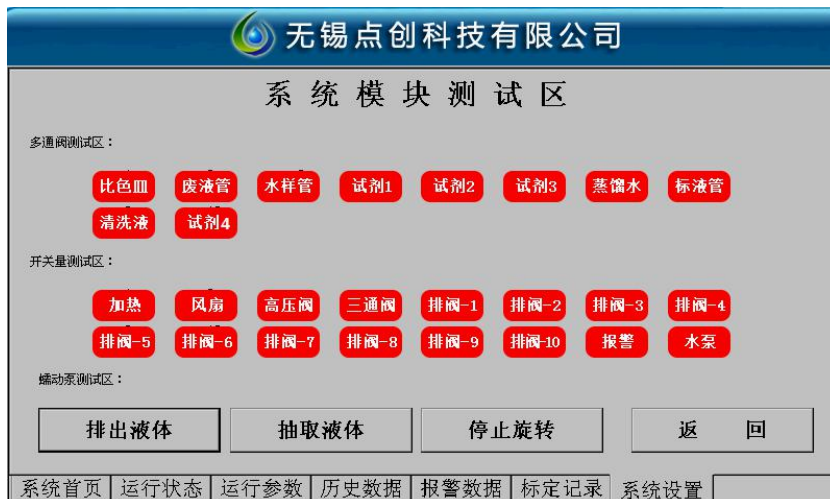 无锡点创科技有限公司
系统模块测试区
多通阀测试区：
比色皿 废液管 水样管 试剂1 试剂2 试剂3 蒸馏水 标液管
清洗液 试剂4
开关量测试区：
加热 风扇 高压阀 三通阀 排阀-1 排阀-2 排阀-3 排阀-4
排阀-5 排阀-6 排阀-7 排阀-8 排阀-9 排阀-10 报警 水泵
蠕动泵测试区：
排出液体 抽取液体 停止旋转 返 回
系统首页 运行状态 运行参数 历史数据 报警数据 标定记录 系统设置